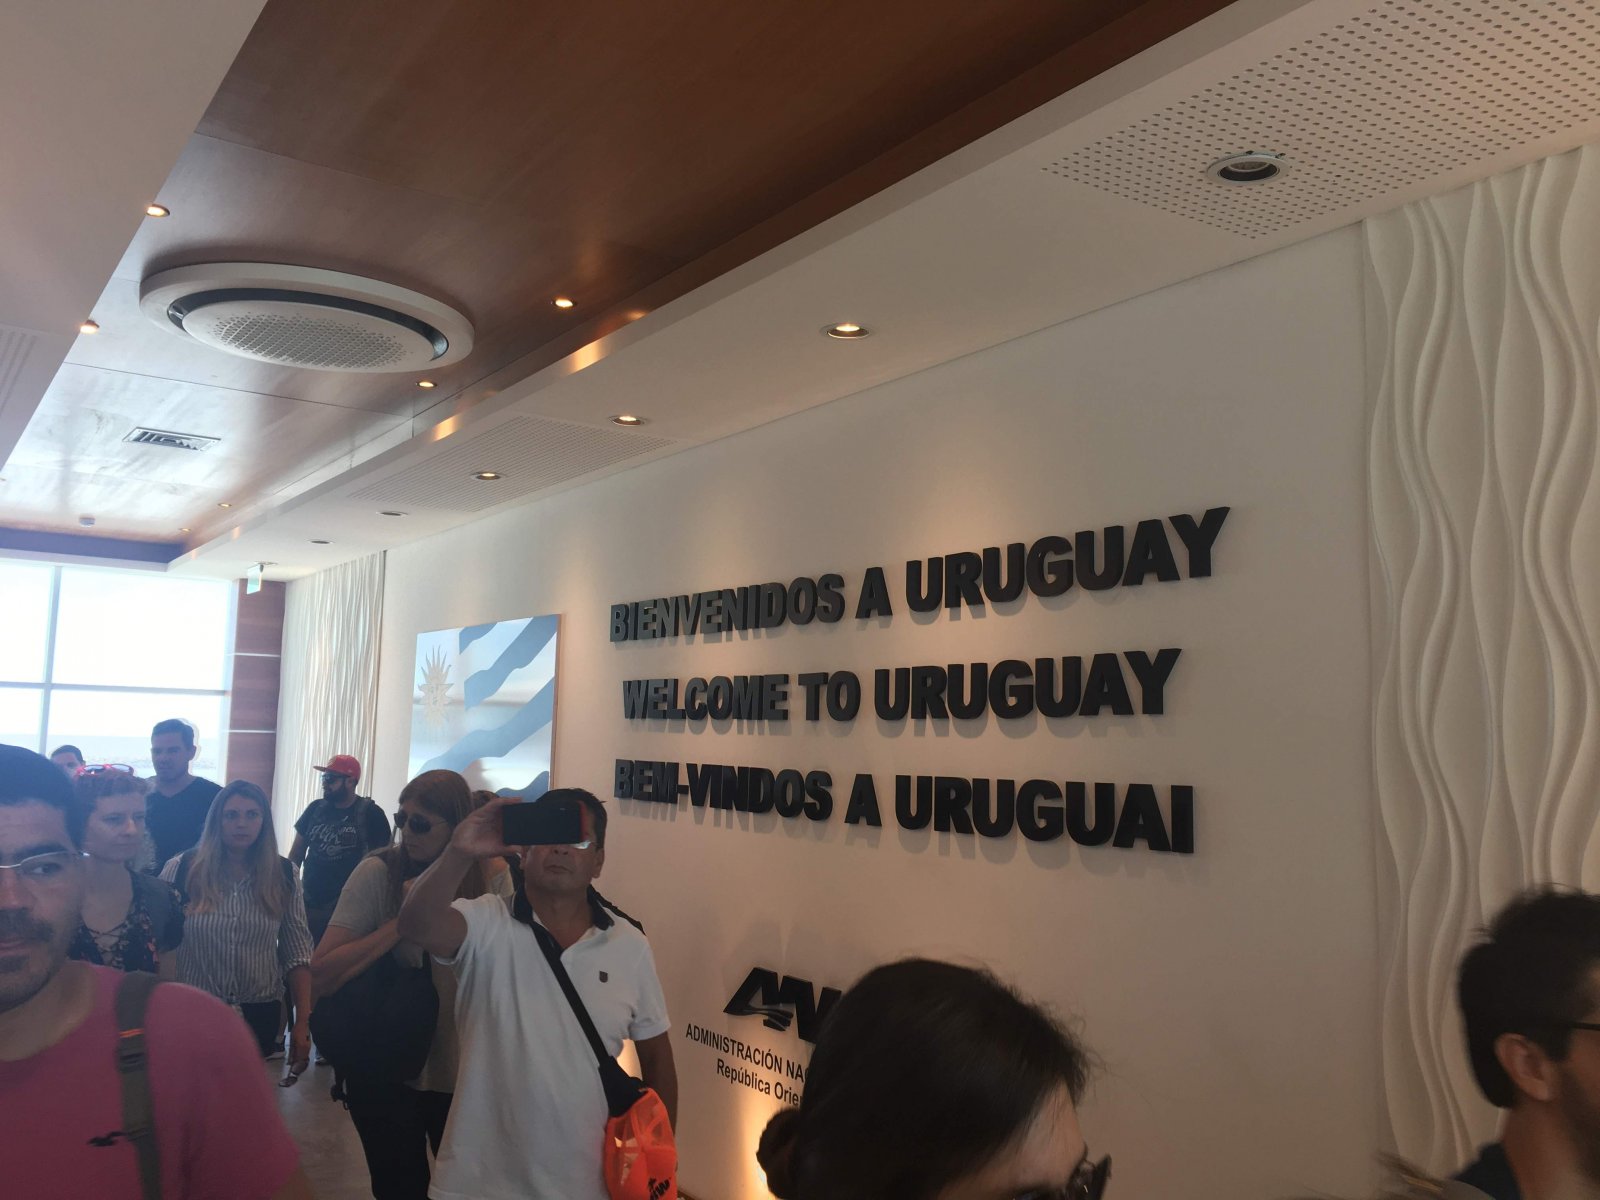 BIENVENIDOS A URUGUAY
WELCOME TO URUGUAY
BEM-VINDOS A URUGUAI
ADMINISTRACIÓN
República